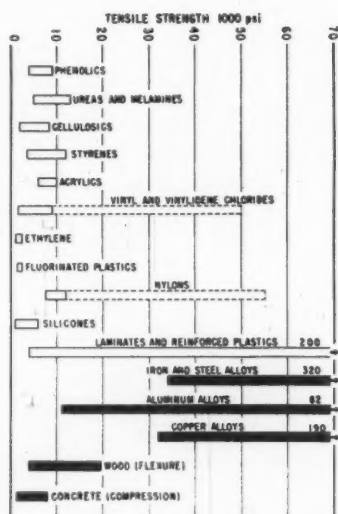 TENSILE STRENGTH 1000 psi
0 10 20 30 40 50 60 70
PHENOLICS
UREAS AND MELAMINES
CELLULOSICS
STYRENES
ACRYLICS
VINYL AND VINYLIDENE CHLORIDES
ETHYLENE
FLUORINATED PLASTICS
NYLONS
SILICONES
LAMINATES AND REINFORCED PLASTICS 200
IRON AND STEEL ALLOYS 320
ALUMINUM ALLOYS 82
COPPER ALLOYS 190
WOOD (FLEXURE)
CONCRETE (COMPRESSION)